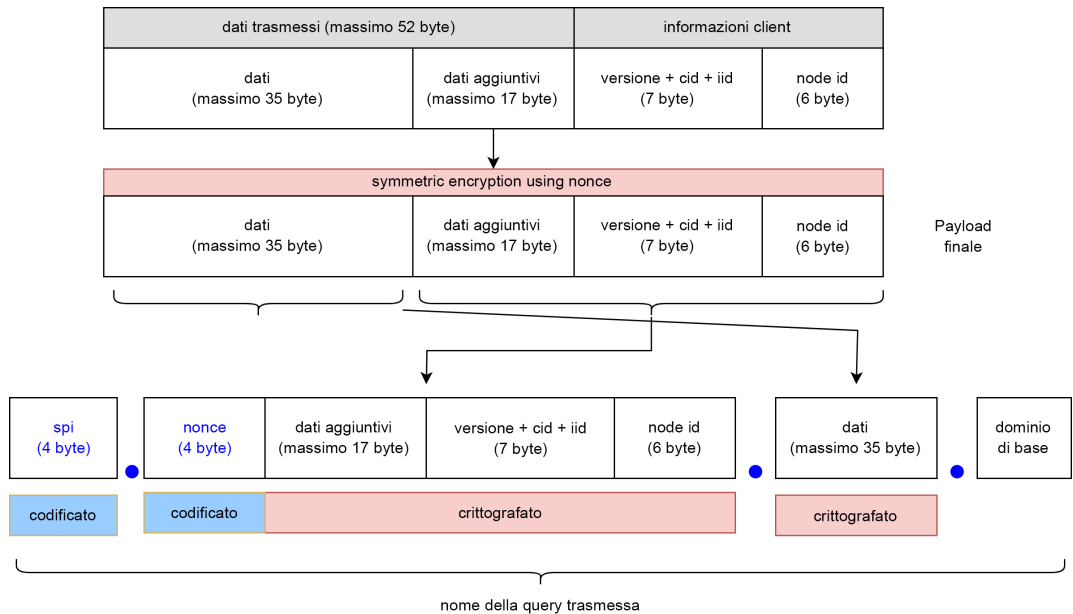 dati trasmessi (massimo 52 byte)
informazioni client
dati
(massimo 35 byte)
dati aggiuntivi
(massimo 17 byte)
versione + cid + iid
(7 byte)
node id
(6 byte)
symmetric encryption using nonce
dati
(massimo 35 byte)
dati aggiuntivi
(massimo 17 byte)
versione + cid + iid
(7 byte)
node id
(6 byte)
Payload
finale
spi
(4 byte)
nonce
(4 byte)
dati aggiuntivi
(massimo 17 byte)
versione + cid + iid
(7 byte)
node id
(6 byte)
dati
(massimo 35 byte)
dominio
di base
codificato
codificato
crittografato
crittografato
nome della query trasmessa